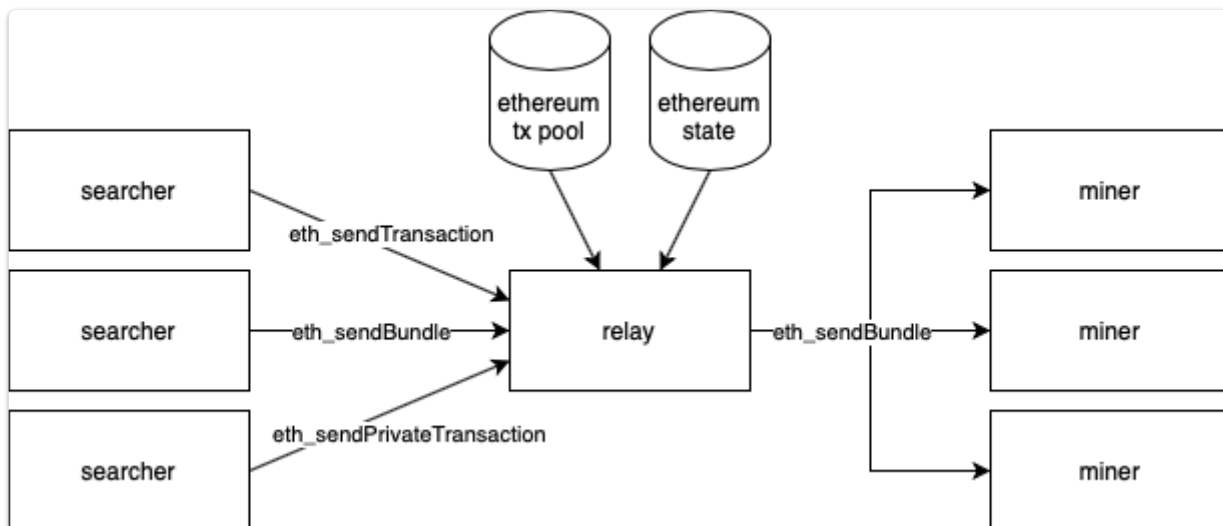 ethereum
tx pool
ethereum
state
searcher
miner
eth_sendTransaction
searcher
eth_sendBundle
relay
eth_sendBundle
miner
eth_sendPrivateTransaction
searcher
miner